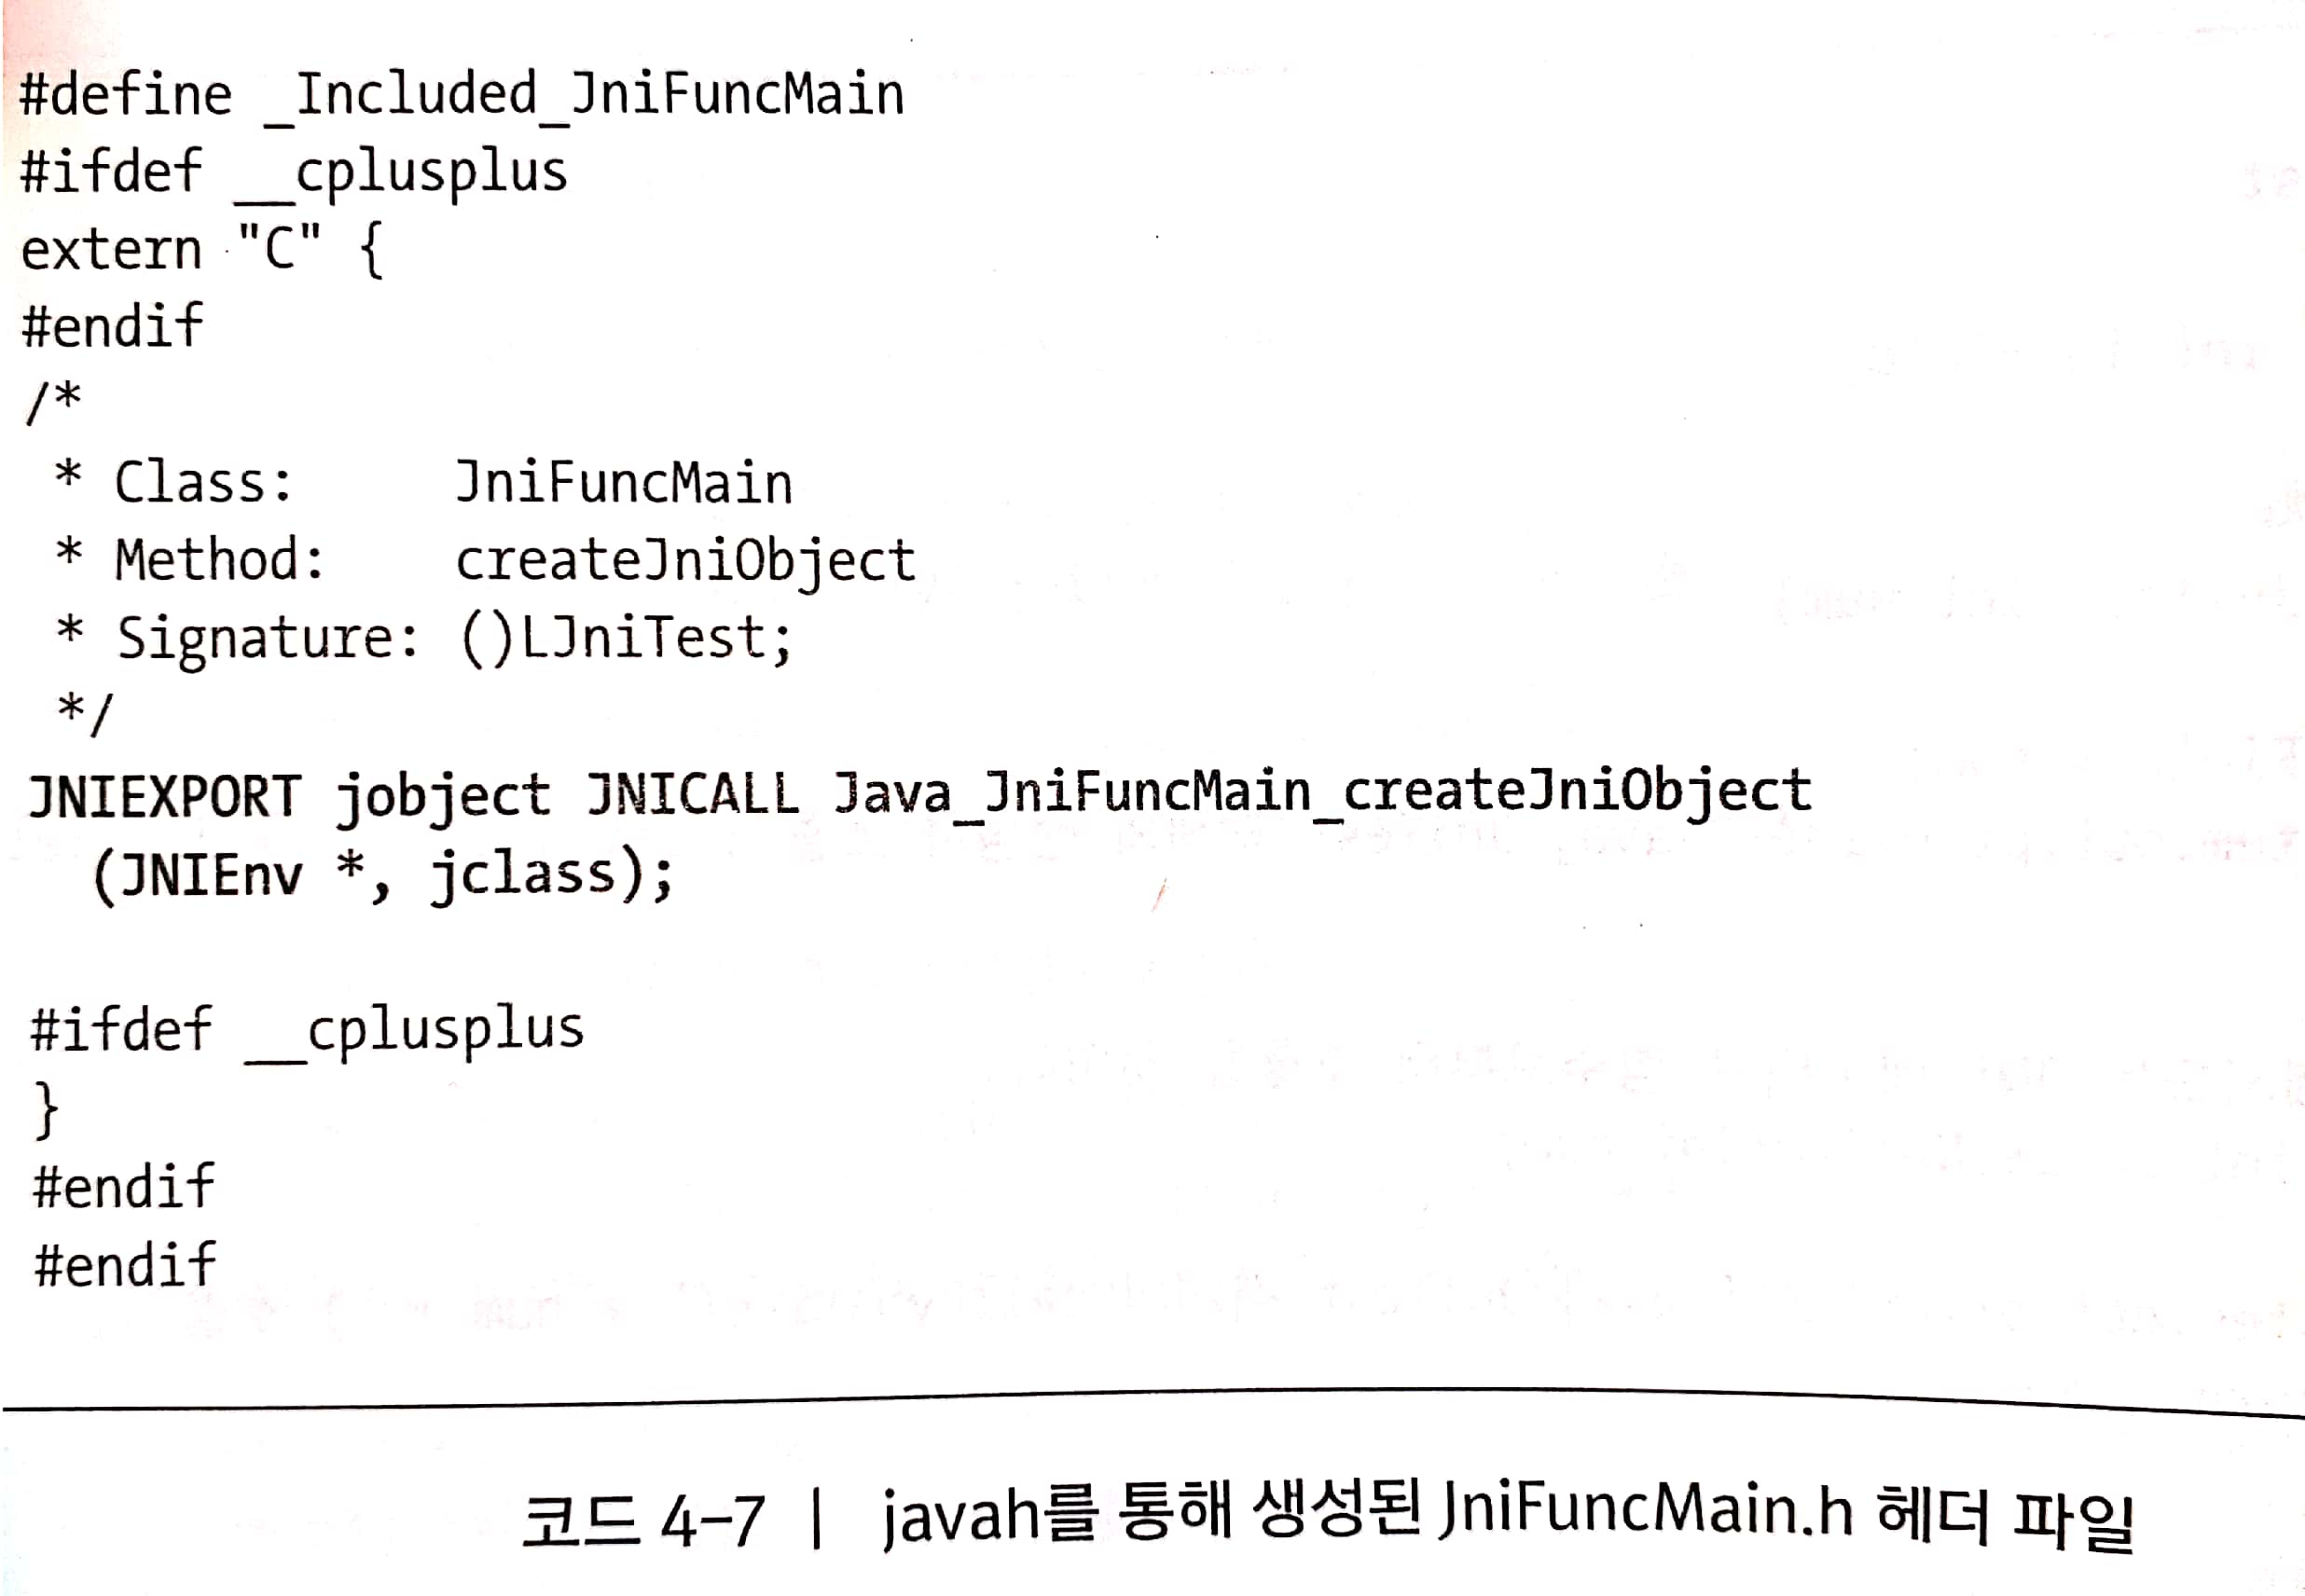 #define _Included_JniFuncMain
#ifdef __cplusplus
extern "C" {
#endif
/*
 * Class:     JniFuncMain
 * Method:    createJniObject
 * Signature: ()LJniTest;
 */
JNIEXPORT jobject JNICALL Java_JniFuncMain_createJniObject
  (JNIEnv *, jclass);

#ifdef __cplusplus
}
#endif
#endif
코드 4–7 | javah를 통해 생성된 JniFuncMain.h 헤더 파일